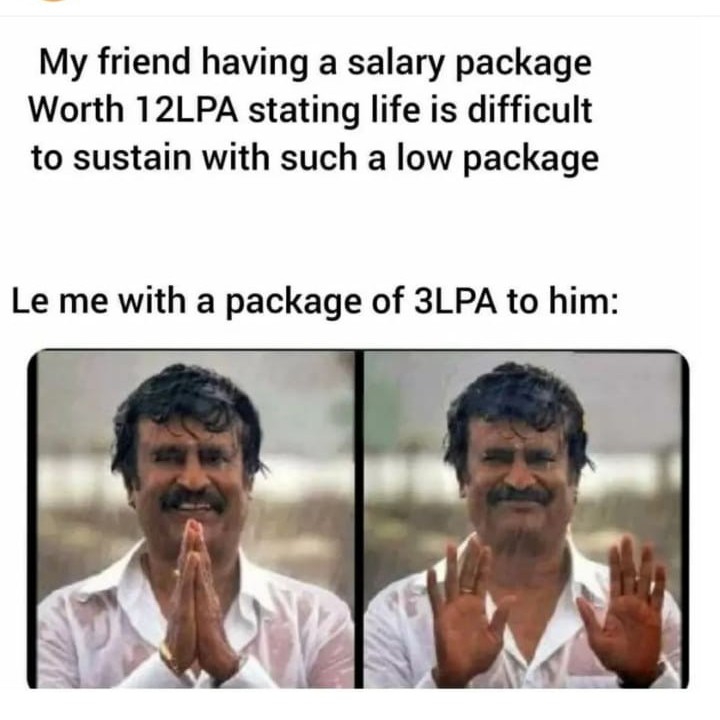 My friend having a salary package
Worth 12LPA stating life is difficult
to sustain with such a low package
Le me with a package of 3LPA to him: